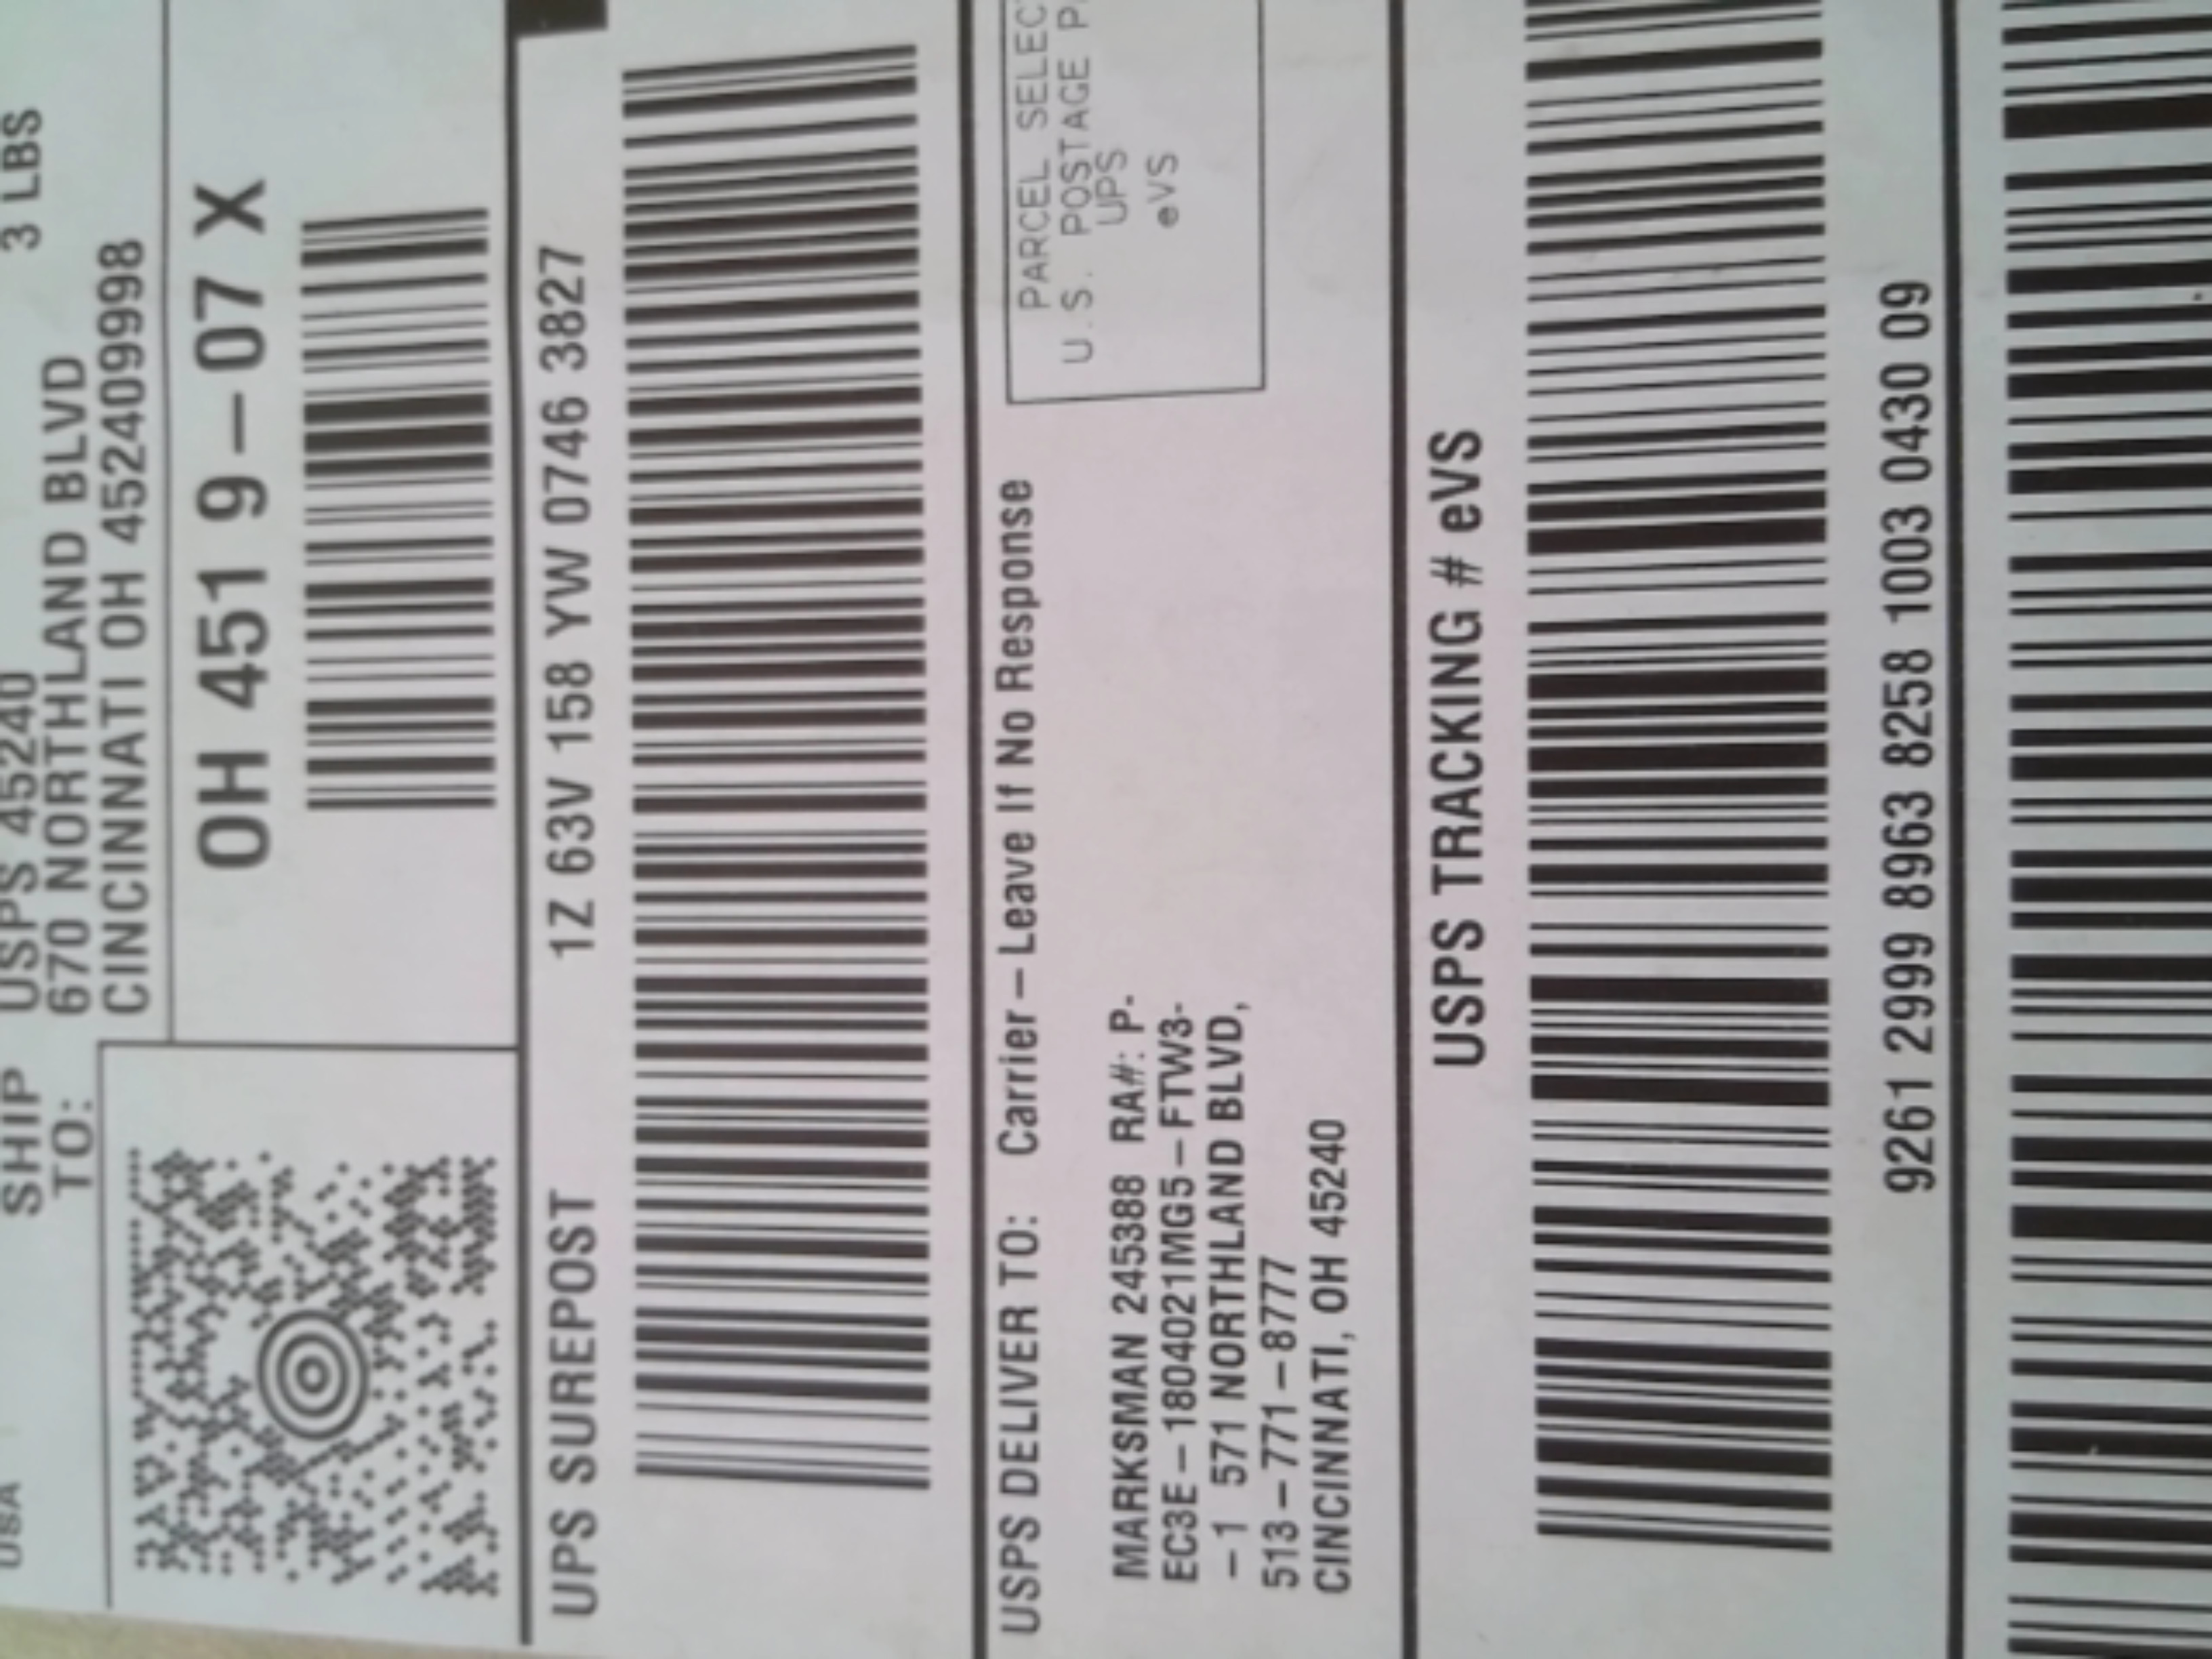 USA
3 LBS
SHIP
TO:
USPS 45240
670 NORTHLAND BLVD
CINCINNATI OH 452409998
OH 451 9-07 X
UPS SUREPOST
1Z 63V 158 YW 0746 3827
USPS DELIVER TO: Carrier - Leave If No Response
PARCEL SELEC
U.S. POSTAGE P
UPS
eVS
MARKSMAN 245388 RA#: P-
EC3E-1804021MG5-FTW3-
-1 571 NORTHLAND BLVD,
513-771-8777
CINCINNATI, OH 45240
USPS TRACKING # eVS
9261 2999 8963 8258 1003 0430 09